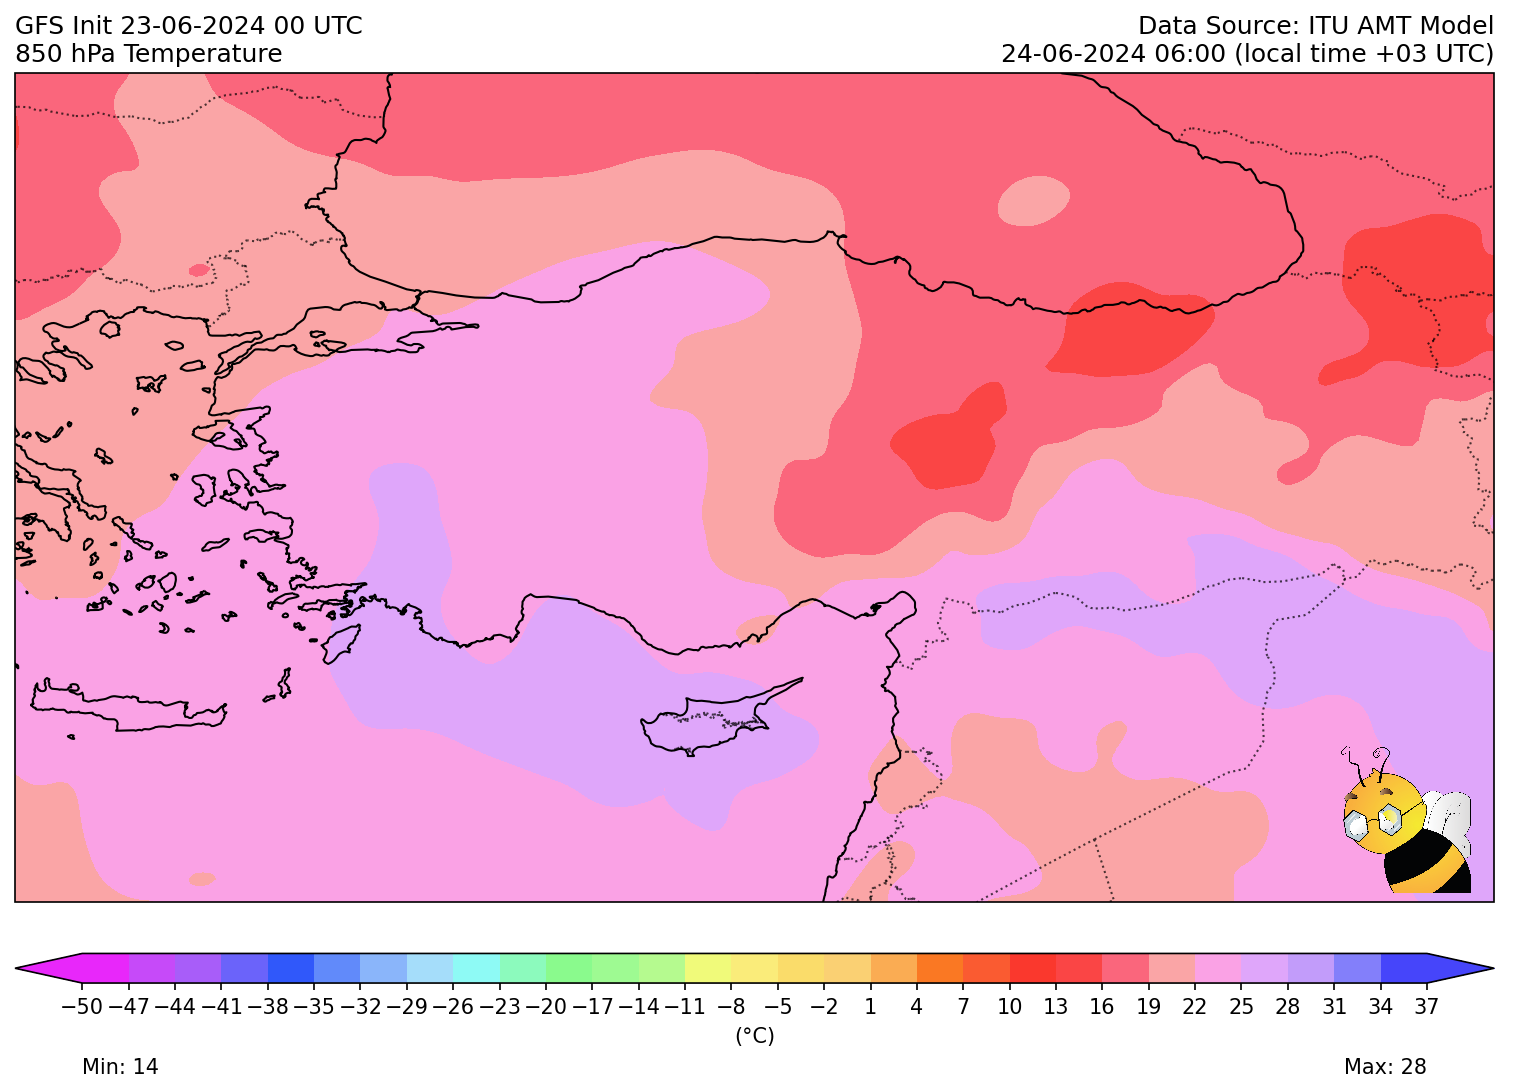 GFS Init 23-06-2024 00 UTC
850 hPa Temperature
Data Source: ITU AMT Model
24-06-2024 06:00 (local time +03 UTC)
−50 −47 −44 −41 −38 −35 −32 −29 −26 −23 −20 −17 −14 −11 −8 −5 −2 1 4 7 10 13 16 19 22 25 28 31 34 37
(°C)
Min: 14
Max: 28